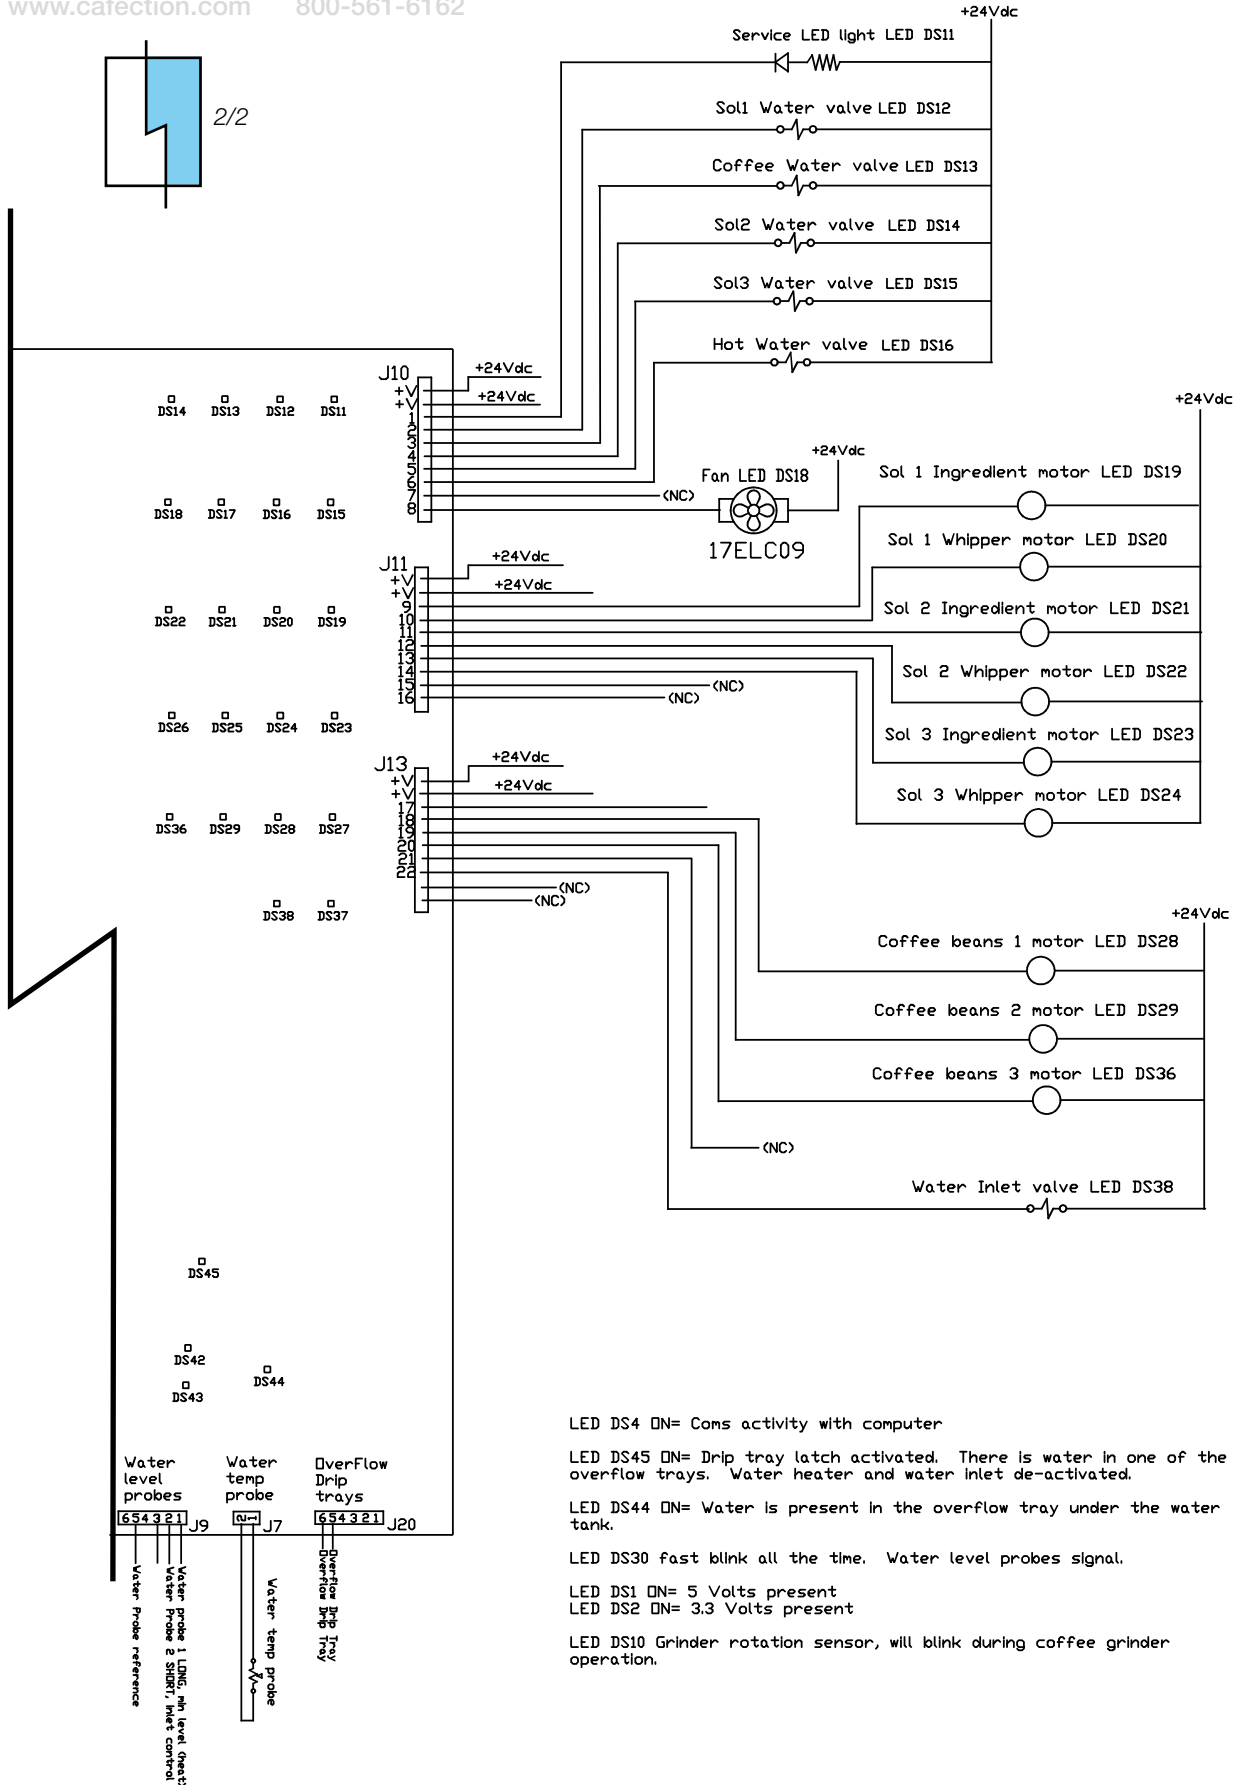 www.cafection.com 800-561-6162
2/2
+24Vdc
Service LED light LED DS11
Sol1 Water valve LED DS12
Coffee Water valve LED DS13
Sol2 Water valve LED DS14
Sol3 Water valve LED DS15
Hot Water valve LED DS16
J10
+24Vdc
+V
+24Vdc
+V
1
2
3
4
5
6
7
8
(NC)
DS14 DS13 DS12 DS11
DS18 DS17 DS16 DS15
+24Vdc
Fan LED DS18
17ELC09
+24Vdc
Sol 1 Ingredient motor LED DS19
Sol 1 Whipper motor LED DS20
Sol 2 Ingredient motor LED DS21
Sol 2 Whipper motor LED DS22
Sol 3 Ingredient motor LED DS23
Sol 3 Whipper motor LED DS24
J11
+24Vdc
+V
+24Vdc
+V
9
10
11
12
13
14
15
16
(NC)
(NC)
DS22 DS21 DS20 DS19
DS26 DS25 DS24 DS23
J13
+24Vdc
+V
+24Vdc
+V
17
18
19
20
21
22
(NC)
(NC)
DS36 DS29 DS28 DS27
DS38 DS37
+24Vdc
Coffee beans 1 motor LED DS28
Coffee beans 2 motor LED DS29
Coffee beans 3 motor LED DS36
(NC)
Water Inlet valve LED DS38
DS45
DS42
DS44
DS43
Water
level
probes
654321
J9
Water
temp
probe
21
J7
OverFlow
Drip
trays
654321
J20
Water Probe reference
Water Probe 2 SHORT, inlet control
Water probe 1 LONG, min level (heat)
Water temp probe
Overflow Drip Tray
Overflow Drip Tray
LED DS4 ON= Coms activity with computer
LED DS45 ON= Drip tray latch activated. There is water in one of the
overflow trays. Water heater and water inlet de-activated.
LED DS44 ON= Water is present in the overflow tray under the water
tank.
LED DS30 fast blink all the time. Water level probes signal.
LED DS1 ON= 5 Volts present
LED DS2 ON= 3.3 Volts present
LED DS10 Grinder rotation sensor, will blink during coffee grinder
operation.